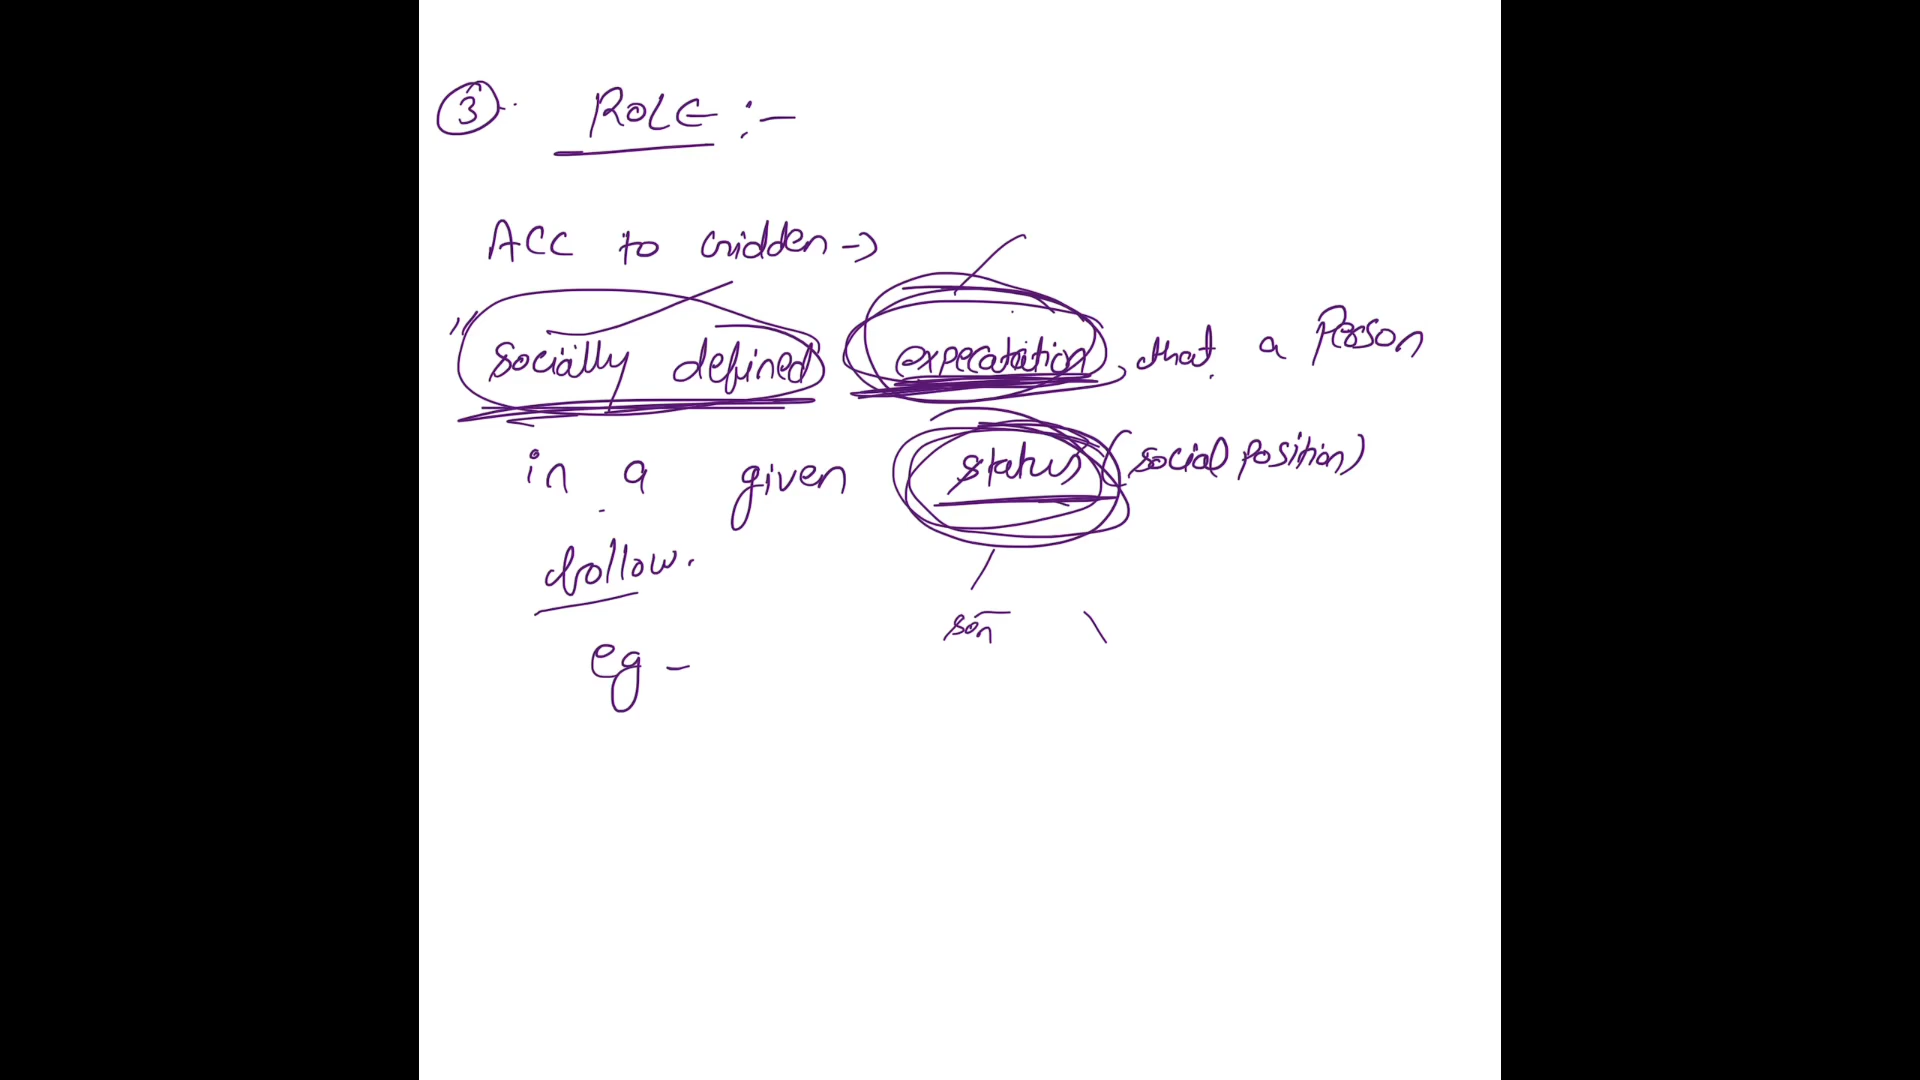 3. ROLE :-
ACC to Gidden ->
"Socially defined expecatation, that a Person
in a given status (social position)
follow.
son
eg -